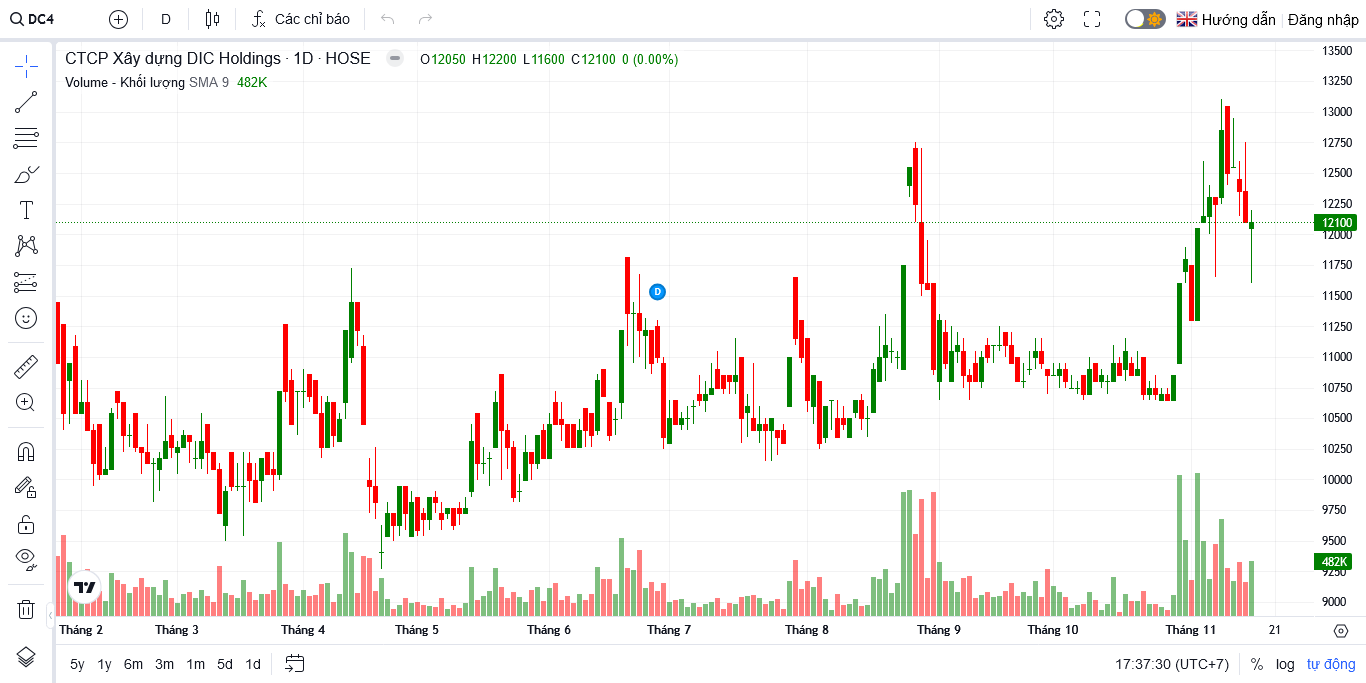 DC4 D Các chỉ báo Hướng dẫn Đăng nhập
CTCP Xây dựng DIC Holdings · 1D · HOSE O12050 H12200 L11600 C12100 0 (0.00%)
Volume - Khối lượng SMA 9 482K
13500
13250
13000
12750
12500
12250
12100
12000
11750
11500
11250
11000
10750
10500
10250
10000
9750
9500
482K
9250
9000
D
Tháng 2 Tháng 3 Tháng 4 Tháng 5 Tháng 6 Tháng 7 Tháng 8 Tháng 9 Tháng 10 Tháng 11 21
5y 1y 6m 3m 1m 5d 1d 17:37:30 (UTC+7) % log tự động